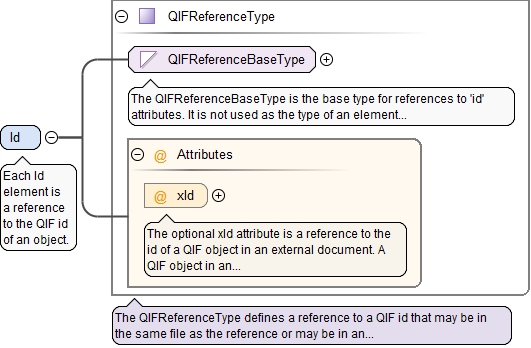 QIFReferenceType
QIFReferenceBaseType
The QIFReferenceBaseType is the base type for references to 'id'
attributes. It is not used as the type of an element...
Id
Each Id
element is
a reference
to the QIF id
of an object.
@ Attributes
@ xId
The optional xId attribute is a reference to the
id of a QIF object in an external document. A
QIF object in an...
The QIFReferenceType defines a reference to a QIF id that may be in
the same file as the reference or may be in an...